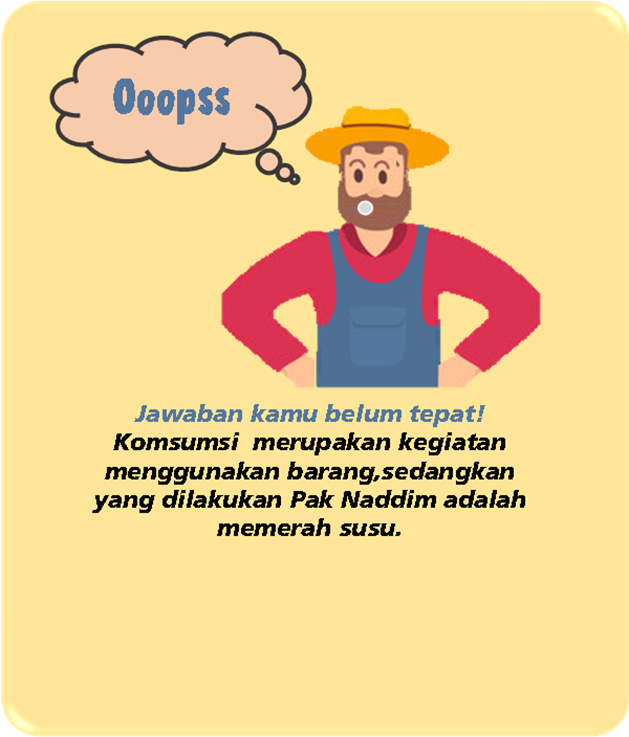 Ooopss
Jawaban kamu belum tepat!
Komsumsi merupakan kegiatan
menggunakan barang,sedangkan
yang dilakukan Pak Naddim adalah
memerah susu.